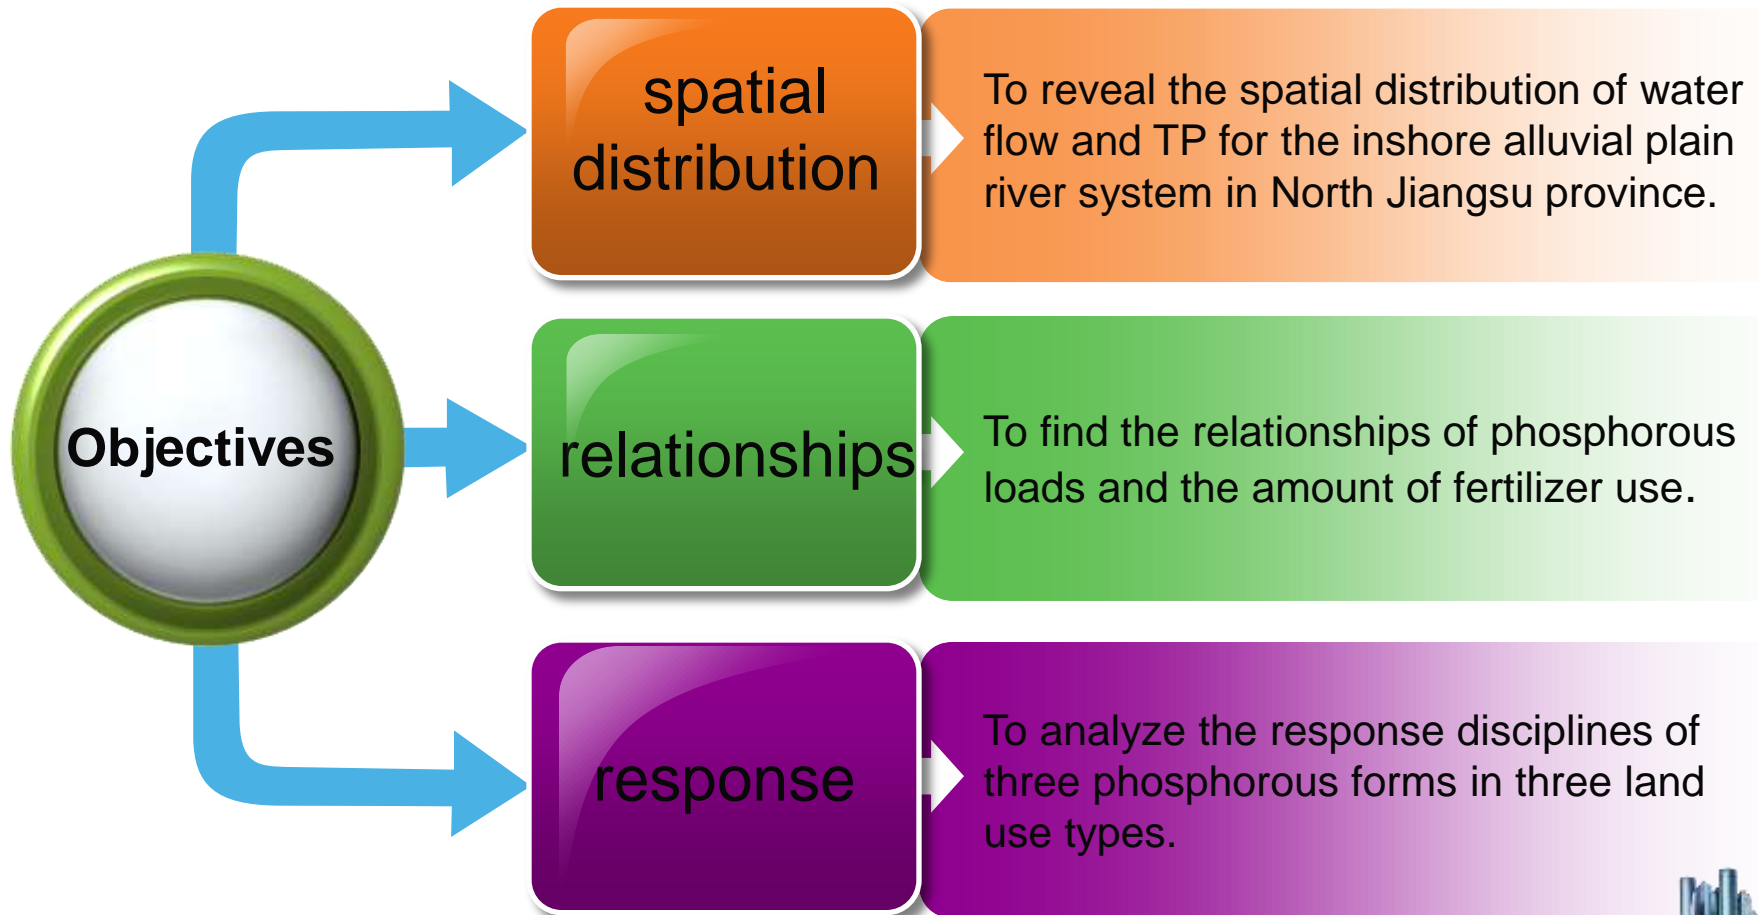 Objectives
spatial
distribution
To reveal the spatial distribution of water
flow and TP for the inshore alluvial plain
river system in North Jiangsu province.
relationships
To find the relationships of phosphorous
loads and the amount of fertilizer use.
response
To analyze the response disciplines of
three phosphorous forms in three land
use types.